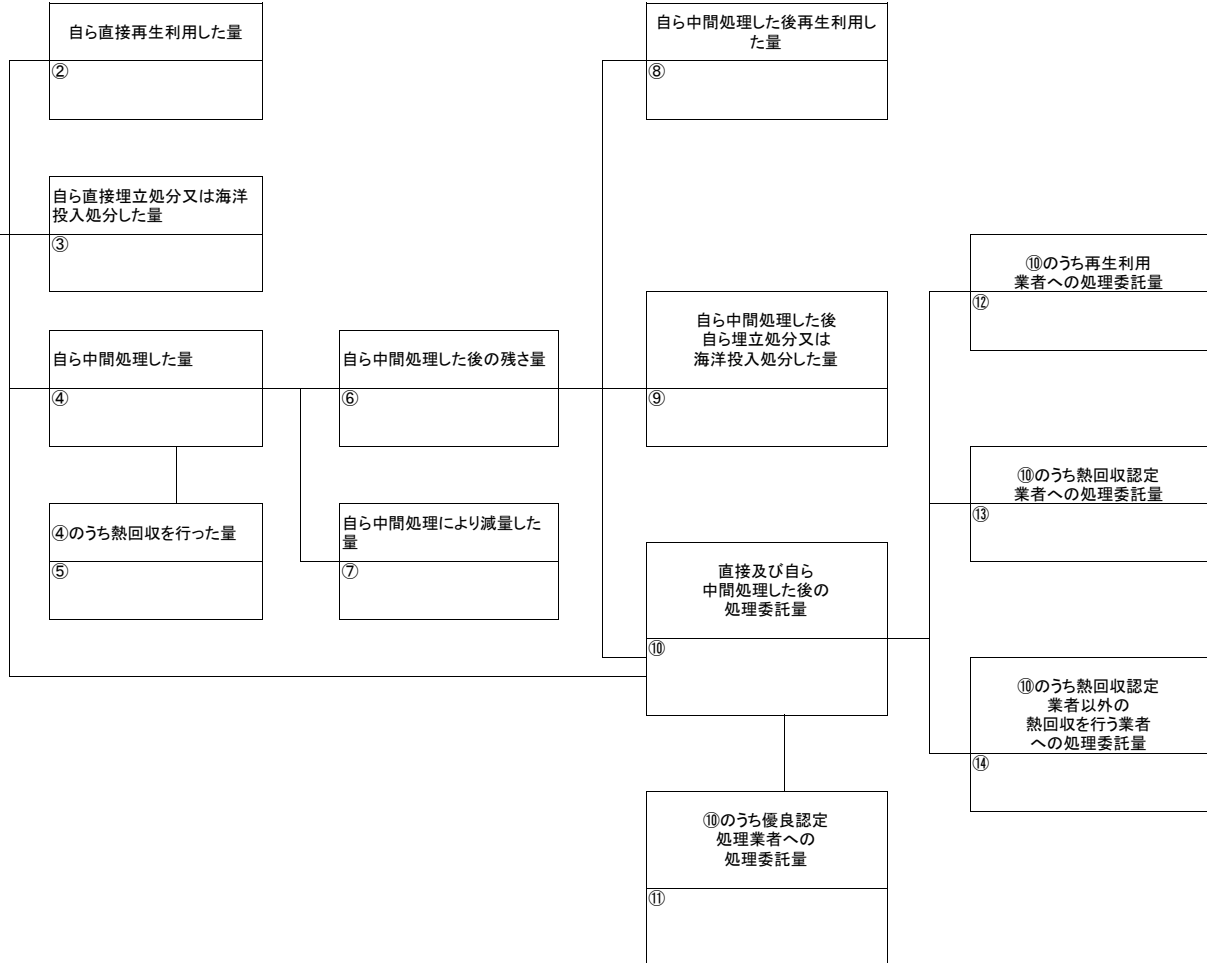 自ら直接再生利用した量
②
自ら直接埋立処分又は海洋
投入処分した量
③
自ら中間処理した量
④
④のうち熱回収を行った量
⑤
自ら中間処理した後の残さ量
⑥
自ら中間処理により減量した
量
⑦
自ら中間処理した後再生利用し
た量
⑧
自ら中間処理した後
自ら埋立処分又は
海洋投入処分した量
⑨
直接及び自ら
中間処理した後の
処理委託量
⑩
⑩のうち優良認定
処理業者への
処理委託量
⑪
⑩のうち再生利用
業者への処理委託量
⑫
⑩のうち熱回収認定
業者への処理委託量
⑬
⑩のうち熱回収認定
業者以外の
熱回収を行う業者
への処理委託量
⑭